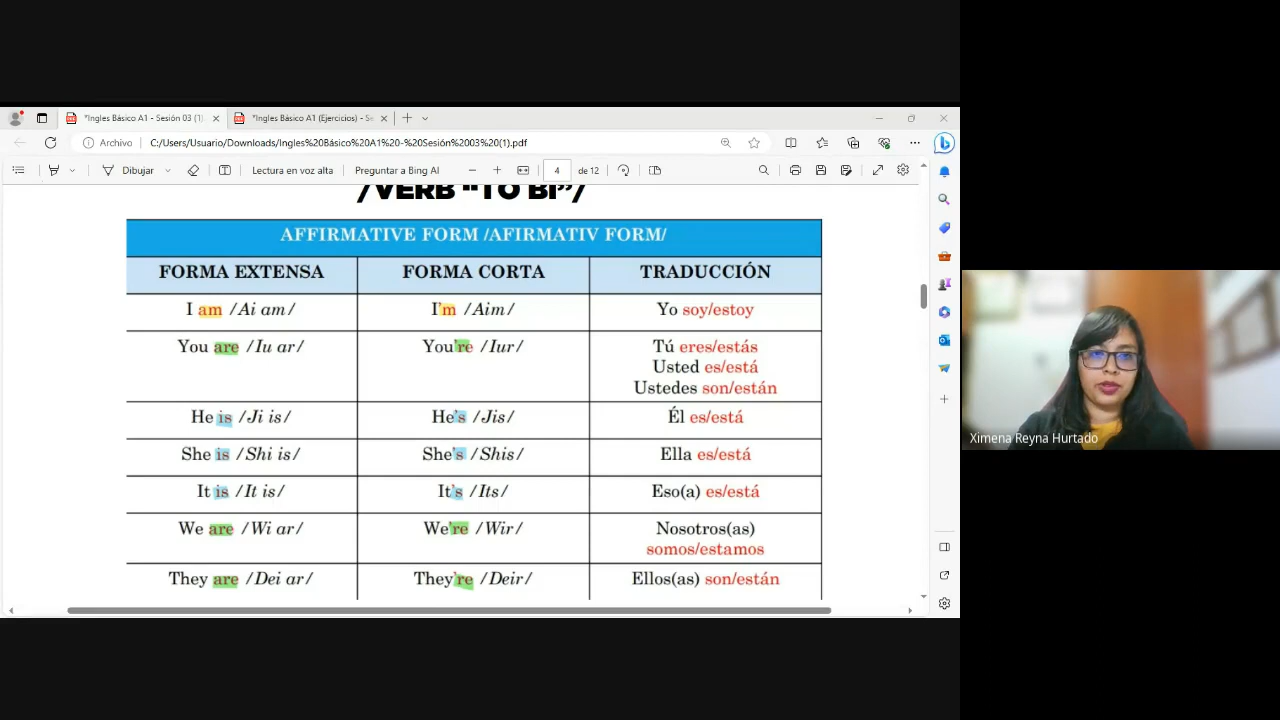 *Ingles Básico A1 - Sesión 03 (1)
*Ingles Básico A1 (Ejercicios) - Se
Archivo
C:/Users/Usuario/Downloads/Ingles%20Básico%20A1%20-%20Sesión%2003%20(1).pdf
Dibujar
Lectura en voz alta
Preguntar a Bing AI
4
de 12
/VERB “TO BI”/
AFFIRMATIVE FORM /AFIRMATIV FORM/
FORMA EXTENSA FORMA CORTA TRADUCCIÓN
I am /Ai am/ I'm /Aim/ Yo soy/estoy
You are /Iu ar/ You're /Iur/ Tú eres/estás
Usted es/está
Ustedes son/están
He is /Ji is/ He's /Jis/ Él es/está
She is /Shi is/ She's /Shis/ Ella es/está
It is /It is/ It's /Its/ Eso(a) es/está
We are /Wi ar/ We're /Wir/ Nosotros(as)
somos/estamos
They are /Dei ar/ They're /Deir/ Ellos(as) son/están
Ximena Reyna Hurtado